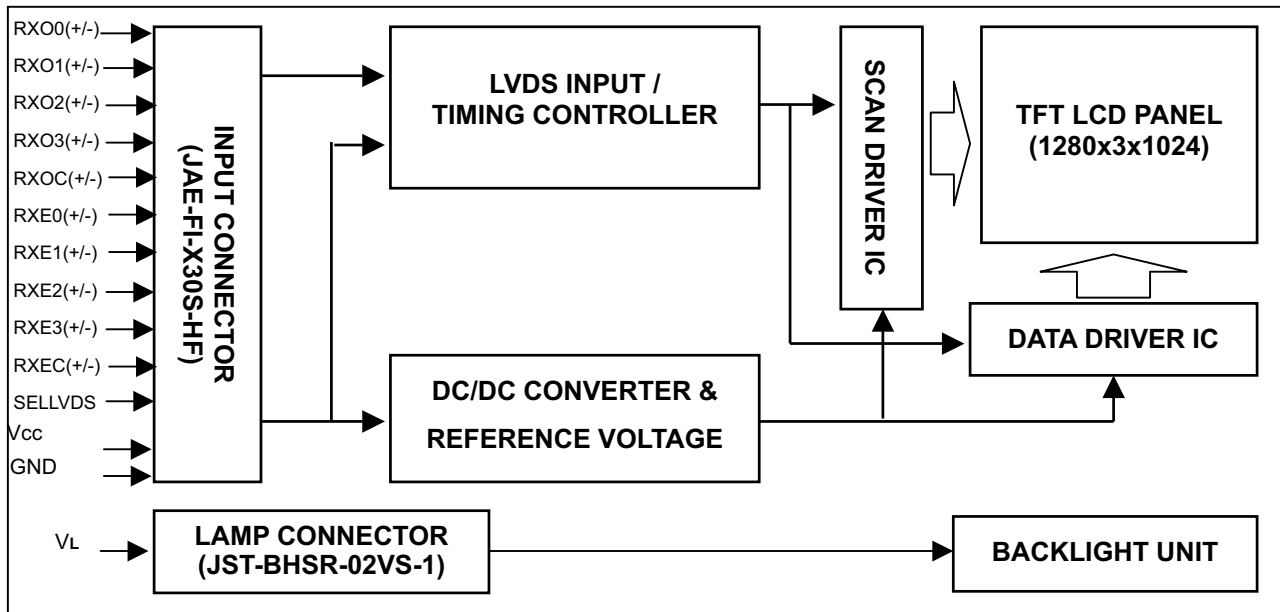 RXO0(+/-)
RXO1(+/-)
RXO2(+/-)
RXO3(+/-)
RXOC(+/-)
RXE0(+/-)
RXE1(+/-)
RXE2(+/-)
RXE3(+/-)
RXEC(+/-)
SELLVDS
Vcc
GND
INPUT CONNECTOR
(JAE-FI-X30S-HF)
LVDS INPUT /
TIMING CONTROLLER
SCAN DRIVER IC
TFT LCD PANEL
(1280x3x1024)
DATA DRIVER IC
DC/DC CONVERTER &
REFERENCE VOLTAGE
VL
LAMP CONNECTOR
(JST-BHSR-02VS-1)
BACKLIGHT UNIT